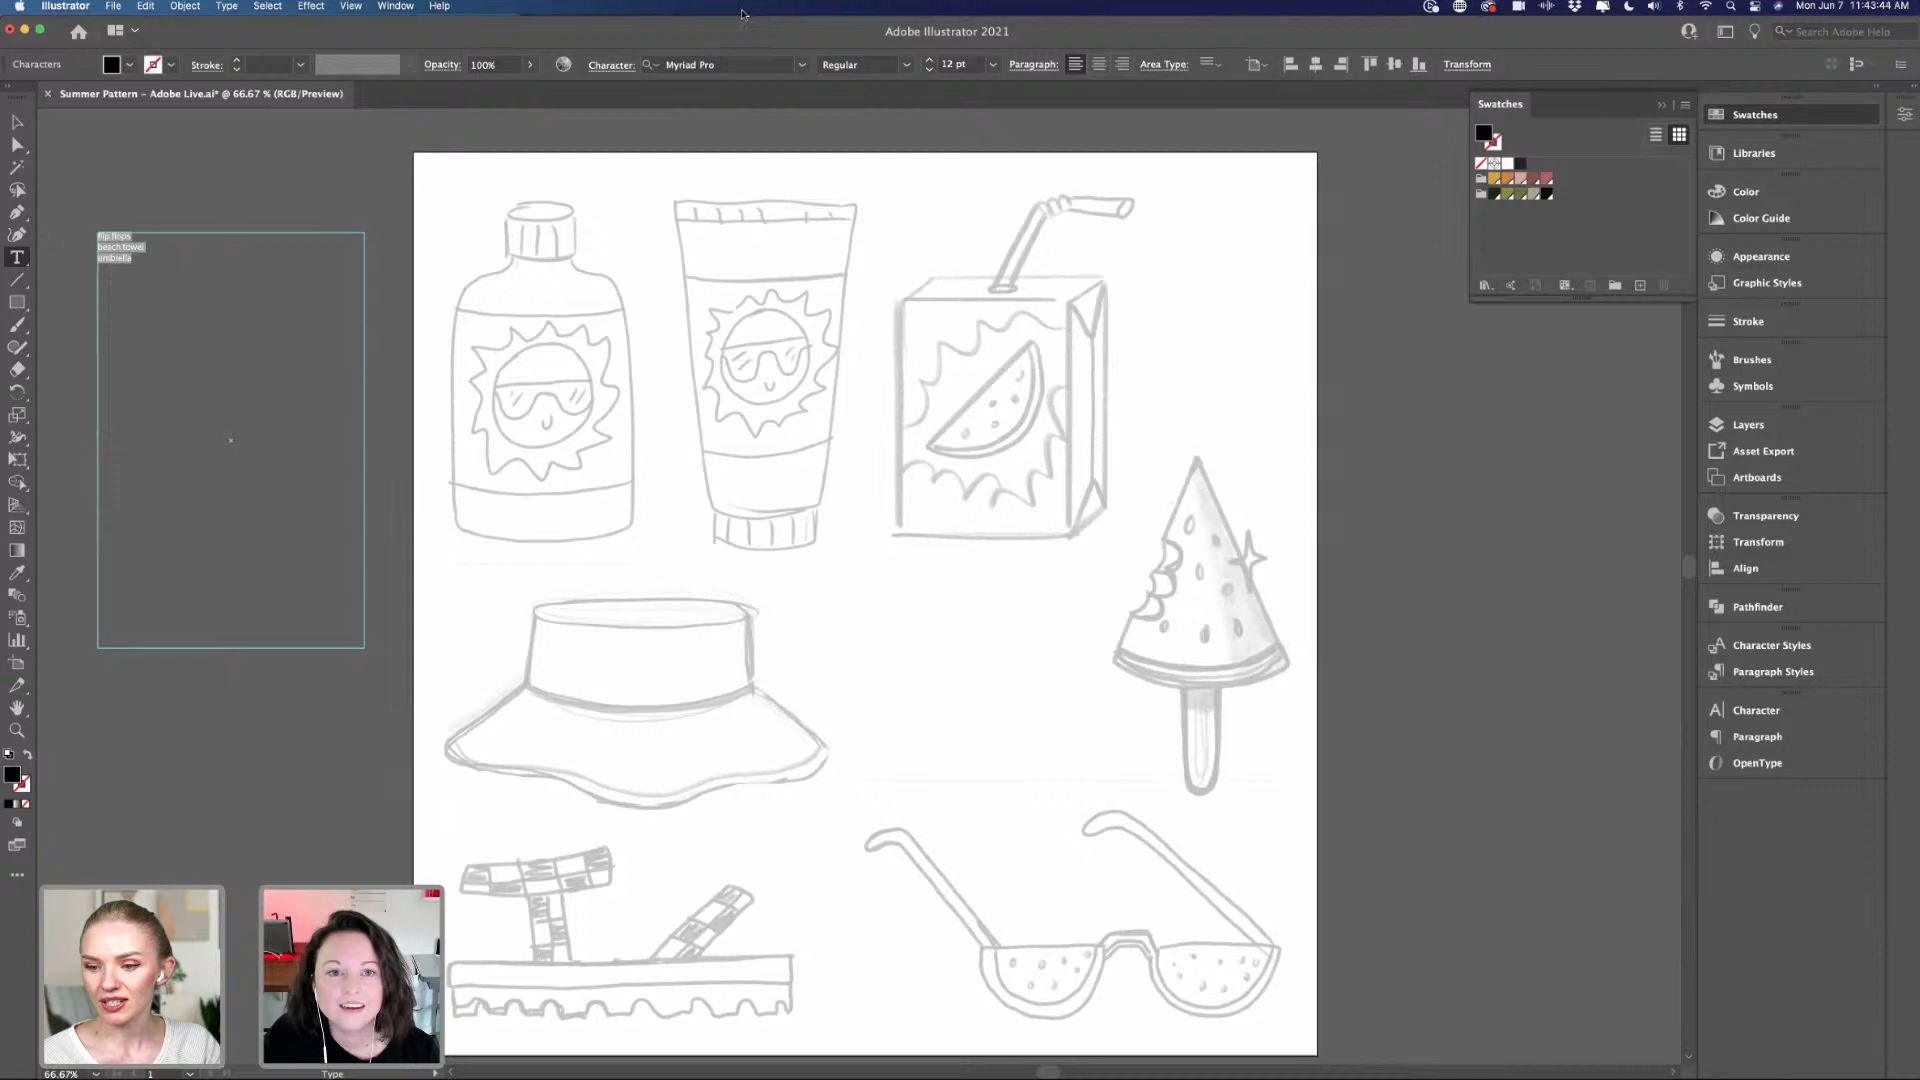 Illustrator File Edit Object Type Select Effect View Window Help
Mon Jun 7 11:43:44 AM
Adobe Illustrator 2021
Search Adobe Help
Characters Stroke: Opacity: 100% Character: Myriad Pro Regular 12 pt Paragraph: Area Type: Transform
× Summer Pattern – Adobe Live.ai* @ 66.67 % (RGB/Preview)
Swatches
Swatches
Libraries
Color
Color Guide
Appearance
Graphic Styles
Stroke
Brushes
Symbols
Layers
Asset Export
Artboards
Transparency
Transform
Align
Pathfinder
Character Styles
Paragraph Styles
Character
Paragraph
OpenType
flip flops
beach towel
umbrella
66.67% 1 Type